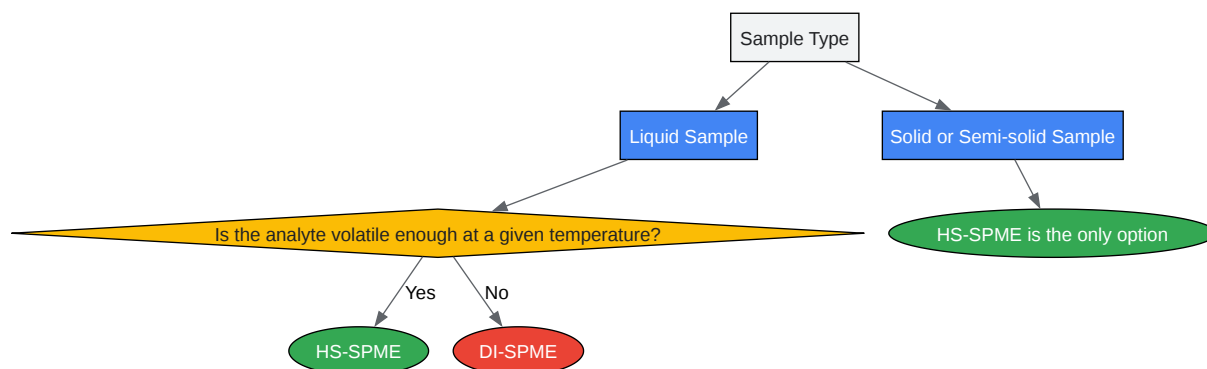 Sample Type
Liquid Sample
Solid or Semi-solid Sample
Is the analyte volatile enough at a given temperature?
HS-SPME is the only option
Yes
No
HS-SPME
DI-SPME